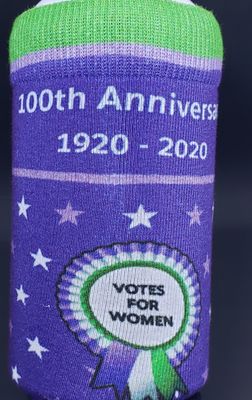 100th Anniversa
1920 - 2020
VOTES
FOR
WOMEN